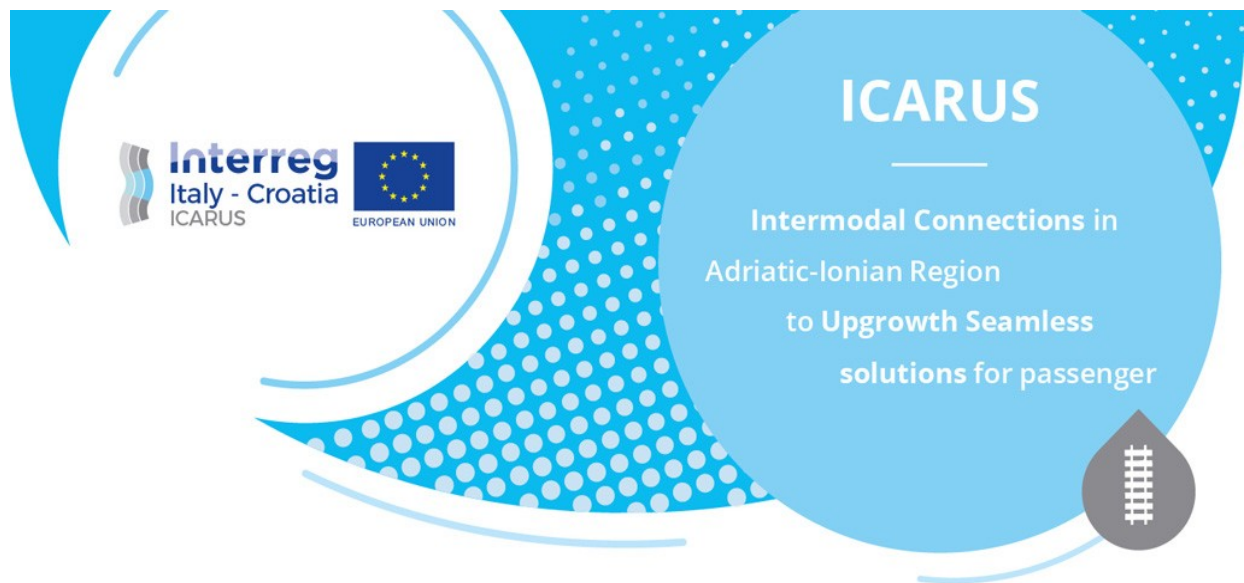 Interreg
Italy - Croatia
ICARUS
EUROPEAN UNION
ICARUS
Intermodal Connections in
Adriatic-Ionian Region
to Upgrowth Seamless
solutions for passenger